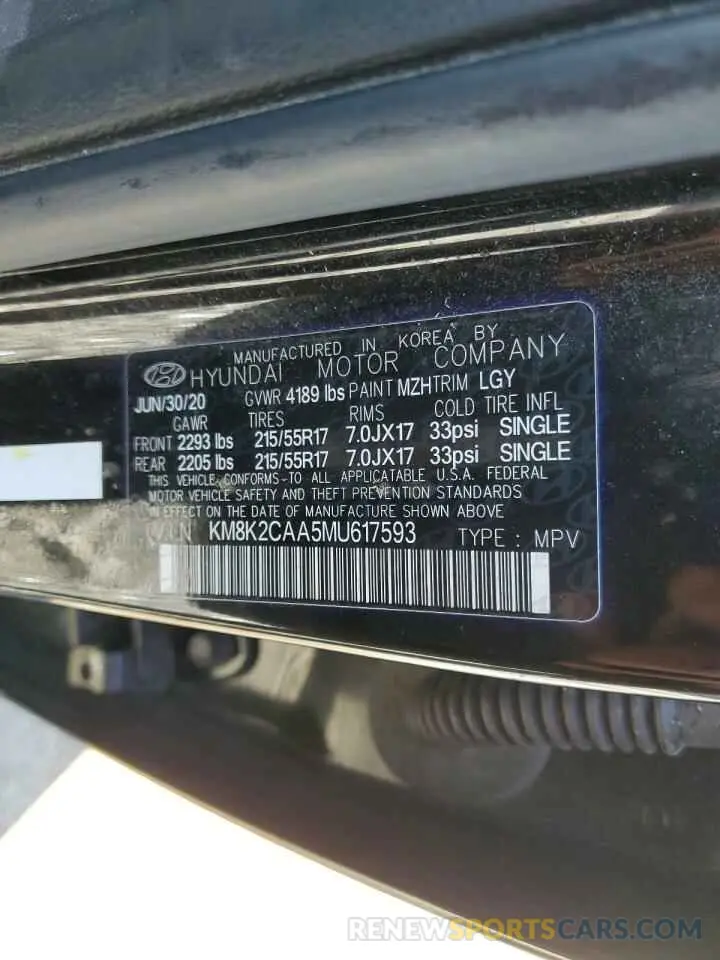 MANUFACTURED IN KOREA BY
HYUNDAI MOTOR COMPANY
JUN/30/20 GVWR 4189 lbs PAINT MZH TRIM LGY
GAWR TIRES RIMS COLD TIRE INFL
FRONT 2293 lbs 215/55R17 7.0JX17 33psi SINGLE
REAR 2205 lbs 215/55R17 7.0JX17 33psi SINGLE
THIS VEHICLE CONFORMS TO ALL APPLICATABLE U.S.A. FEDERAL
MOTOR VEHICLE SAFETY AND THEFT PREVENTION STANDARDS
IN EFFECT ON THE DATE OF MANUFACTURE SHOWN ABOVE
VIN KM8K2CAA5MU617593 TYPE : MPV
RENEWSPORTSCARS.COM